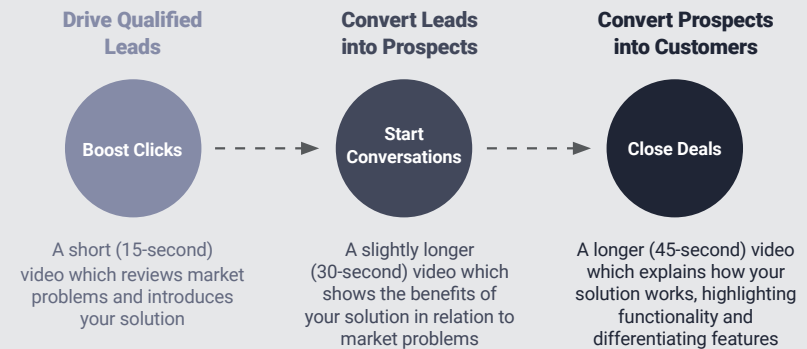 Drive Qualified
Leads
Convert Leads
into Prospects
Convert Prospects
into Customers
Boost Clicks
Start
Conversations
Close Deals
A short (15-second)
video which reviews market
problems and introduces
your solution
A slightly longer
(30-second) video which
shows the benefits of
your solution in relation to
market problems
A longer (45-second) video
which explains how your
solution works, highlighting
functionality and
differentiating features